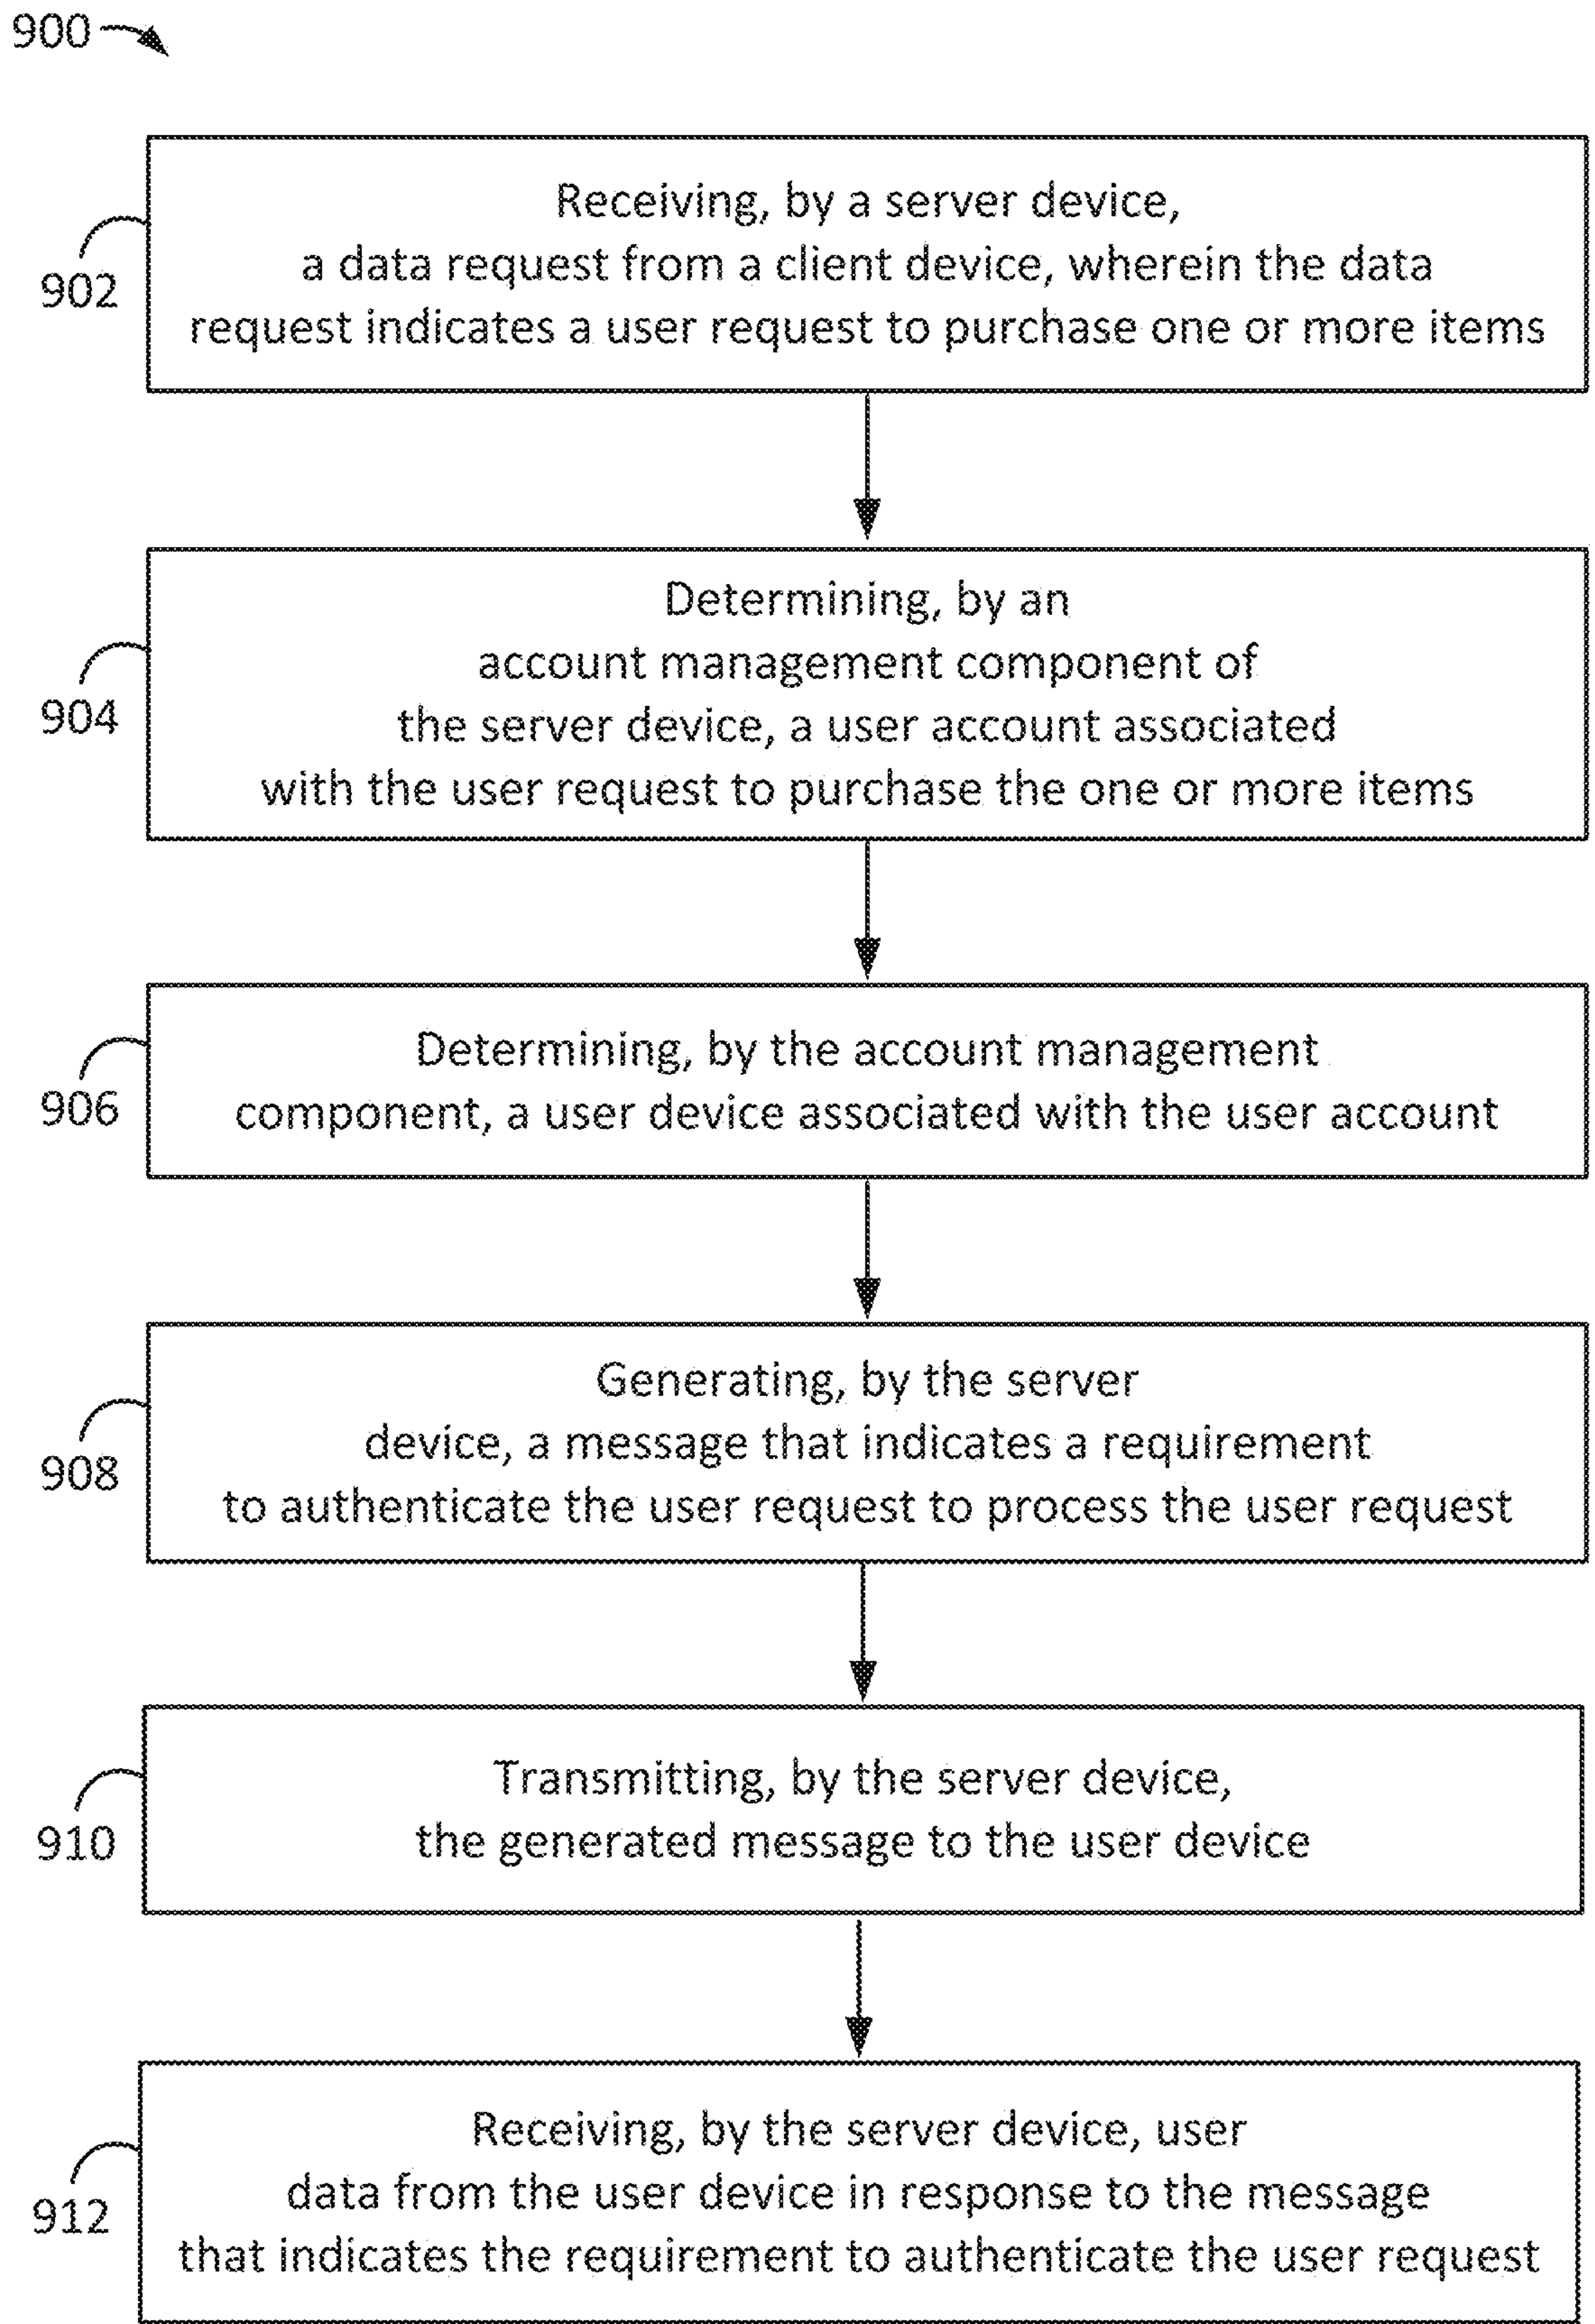 900
Receiving, by a server device,
a data request from a client device, wherein the data
request indicates a user request to purchase one or more items
902
Determining, by an
account management component of
the server device, a user account associated
with the user request to purchase the one or more items
904
Determining, by the account management
component, a user device associated with the user account
906
Generating, by the server
device, a message that indicates a requirement
to authenticate the user request to process the user request
908
Transmitting, by the server device,
the generated message to the user device
910
Receiving, by the server device, user
data from the user device in response to the message
that indicates the requirement to authenticate the user request
912